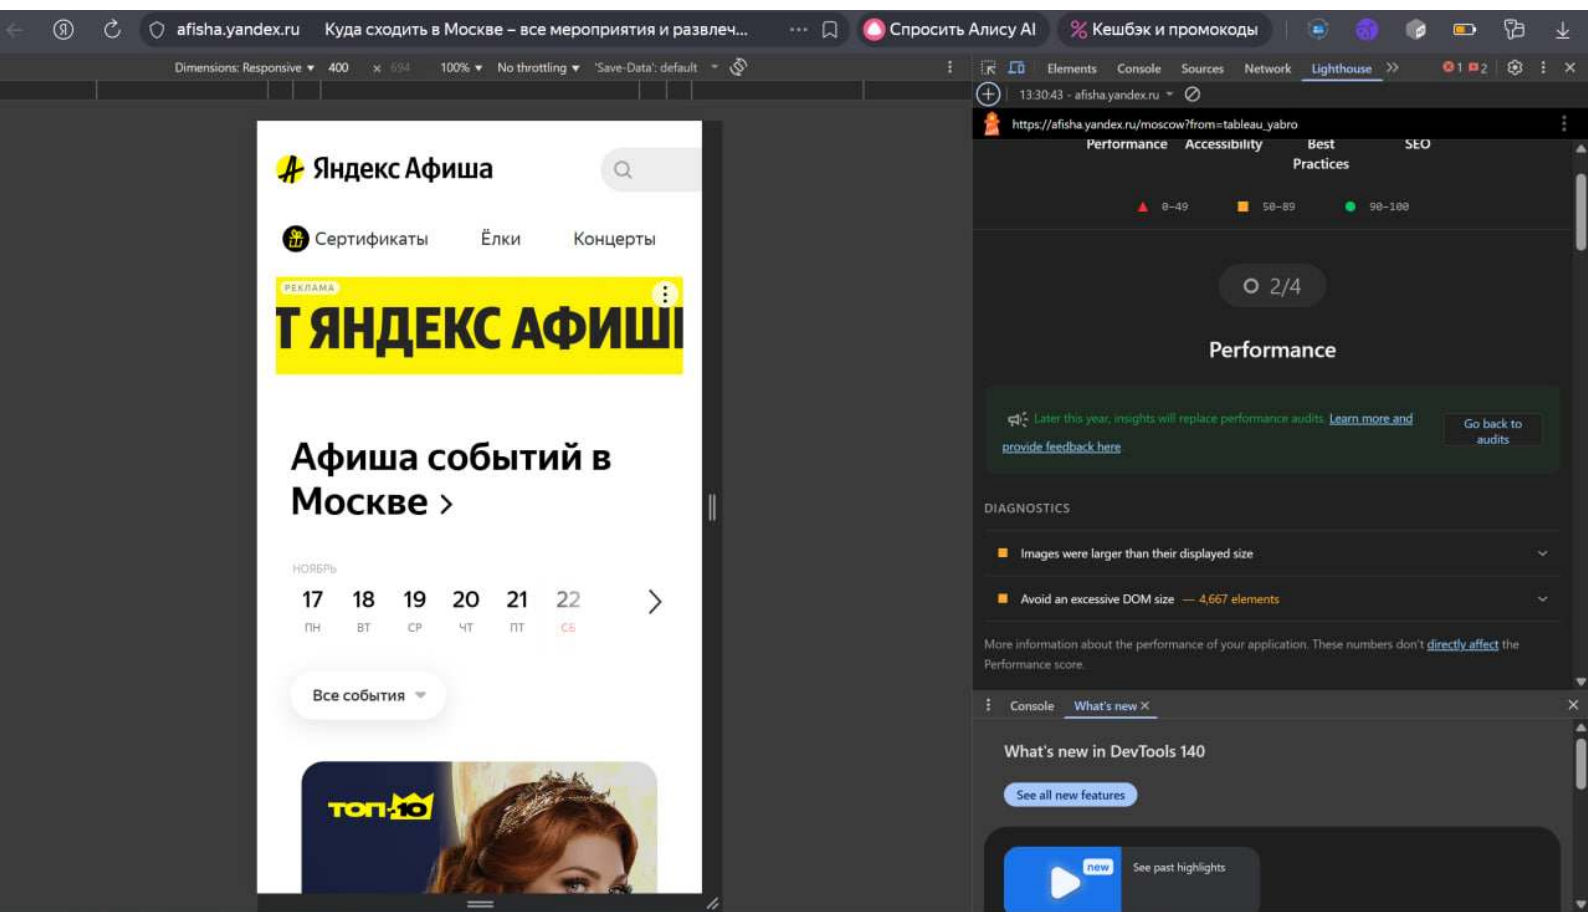 afisha.yandex.ru Куда сходить в Москве – все мероприятия и развлеч... ··· Спросить Алису AI % Кешбэк и промокоды
Dimensions: Responsive ▼ 400 × 694 100% ▼ No throttling ▼ 'Save-Data': default
Elements Console Sources Network Lighthouse >> 1 2
13:30:43 - afisha.yandex.ru
https://afisha.yandex.ru/moscow?from=tableau_yabro
Яндекс Афиша
Сертификаты Ёлки Концерты
РЕКЛАМА
Т ЯНДЕКС АФИШ
Афиша событий в
Москве >
НОЯБРЬ
17 18 19 20 21 22
ПН ВТ СР ЧТ ПТ СБ
Все события
ТОП-10
Performance Accessibility Best Practices SEO
0–49 50–89 90–100
2/4
Performance
Later this year, insights will replace performance audits. Learn more and
provide feedback here
Go back to
audits
DIAGNOSTICS
Images were larger than their displayed size
Avoid an excessive DOM size — 4,667 elements
More information about the performance of your application. These numbers don't directly affect the
Performance score.
Console What's new ×
What's new in DevTools 140
See all new features
new
See past highlights